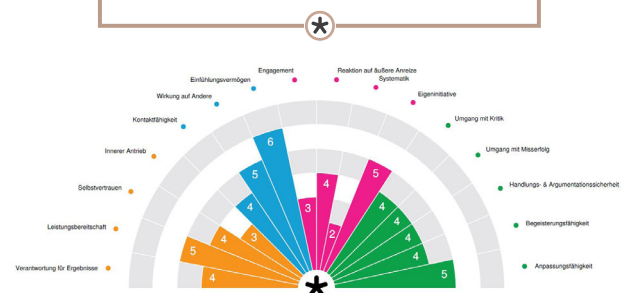 Engagement
Reaktion auf äußere Anreize
Systematik
Einfühlungsvermögen
Eigeninitiative
Wirkung auf Andere
Umgang mit Kritik
Kontaktfähigkeit
Umgang mit Misserfolg
Innerer Antrieb
Handlungs- & Argumentationssicherheit
Selbstvertrauen
Begeisterungsfähigkeit
Leistungsbereitschaft
Anpassungsfähigkeit
Verantwortung für Ergebnisse
4
5
4
3
4
5
6
3
4
2
5
4
4
4
4
5